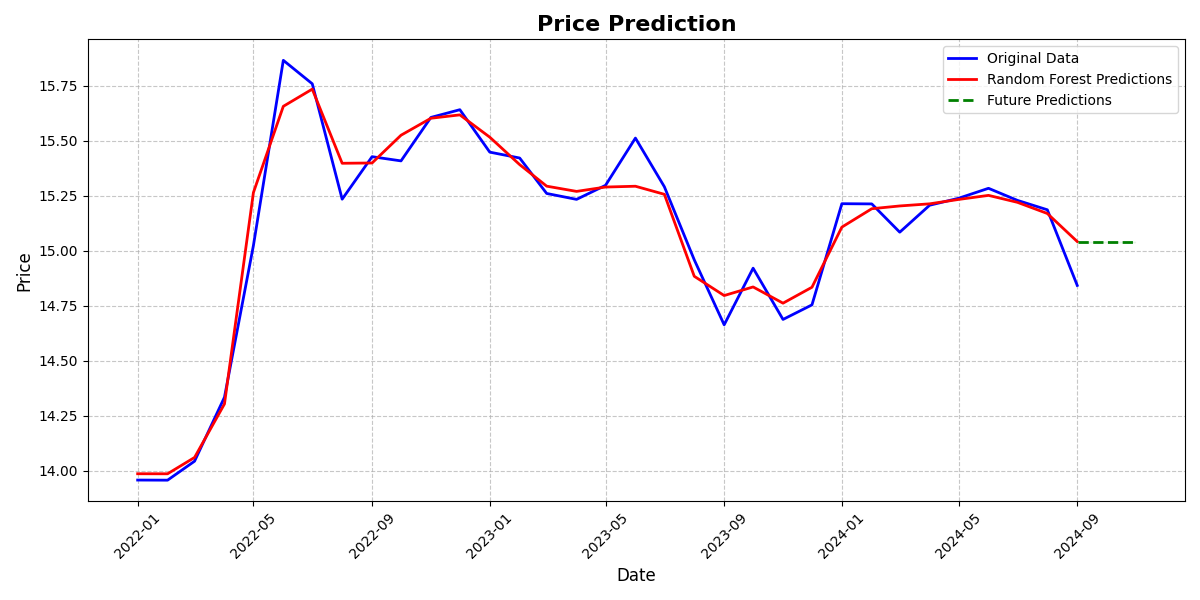 Price Prediction
Original Data
Random Forest Predictions
Future Predictions
Price
15.75
15.50
15.25
15.00
14.75
14.50
14.25
14.00
2022-01
2022-05
2022-09
2023-01
2023-05
2023-09
2024-01
2024-05
2024-09
Date